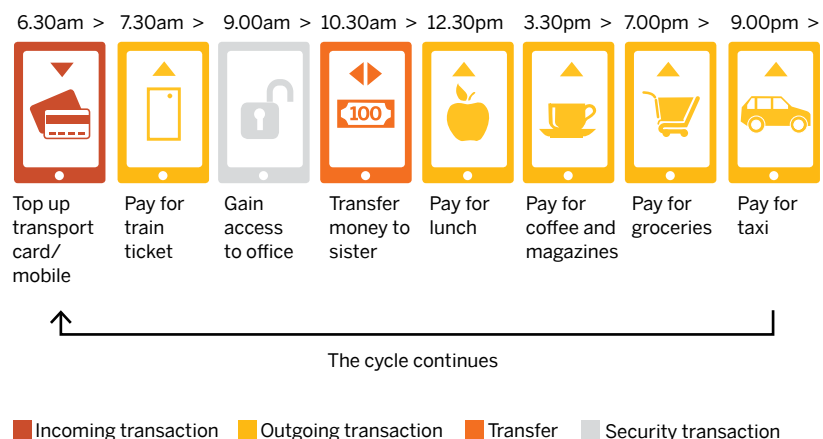 6.30am > 7.30am > 9.00am > 10.30am > 12.30pm 3.30pm > 7.00pm > 9.00pm >
100
Top up
transport
card/
mobile
Pay for
train
ticket
Gain
access
to office
Transfer
money to
sister
Pay for
lunch
Pay for
coffee and
magazines
Pay for
groceries
Pay for
taxi
The cycle continues
Incoming transaction Outgoing transaction Transfer Security transaction